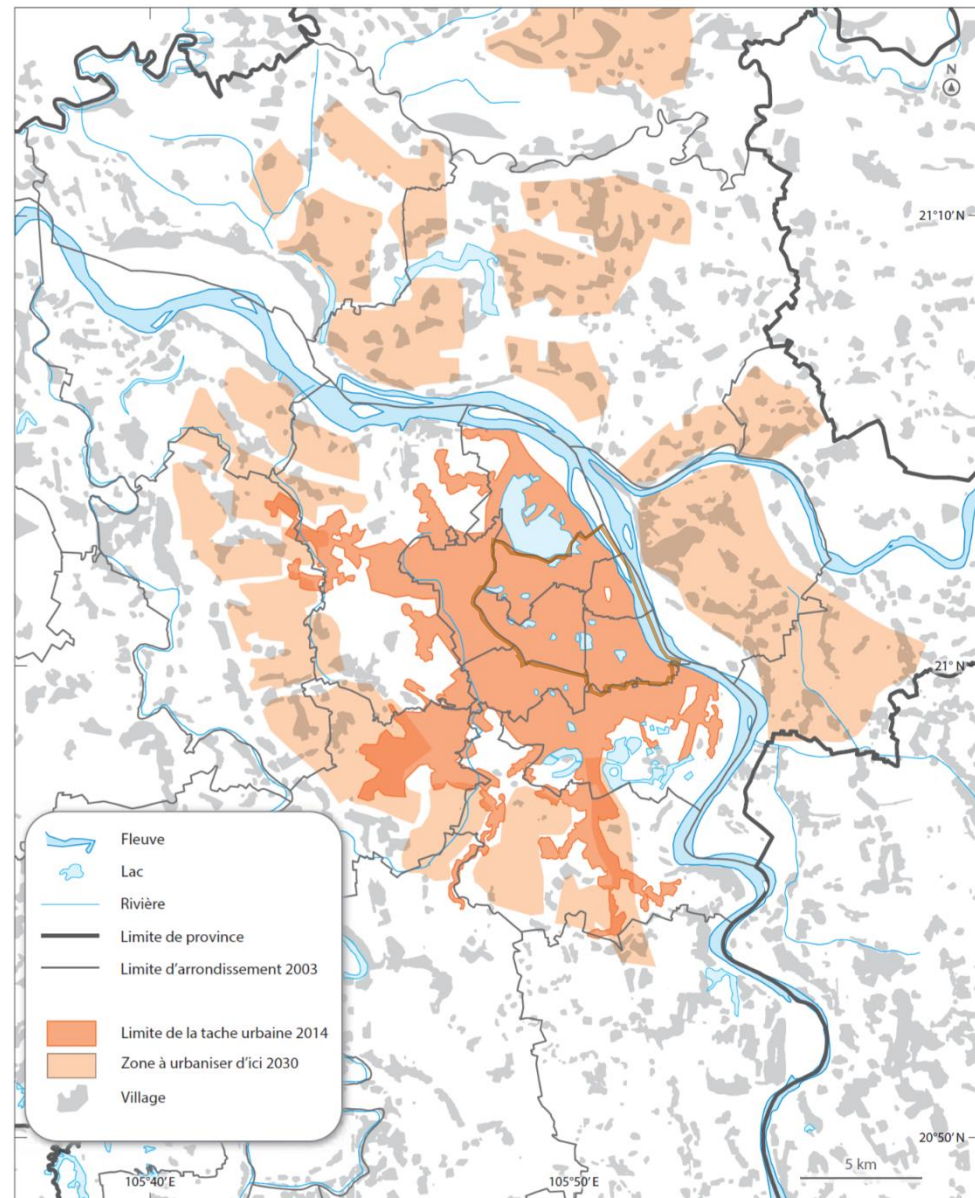 N
21°10' N
21° N
Fleuve
Lac
Rivière
Limite de province
Limite d'arrondissement 2003
Limite de la tache urbaine 2014
Zone à urbaniser d'ici 2030
Village
20°50' N
5 km
105°40' E
105°50' E